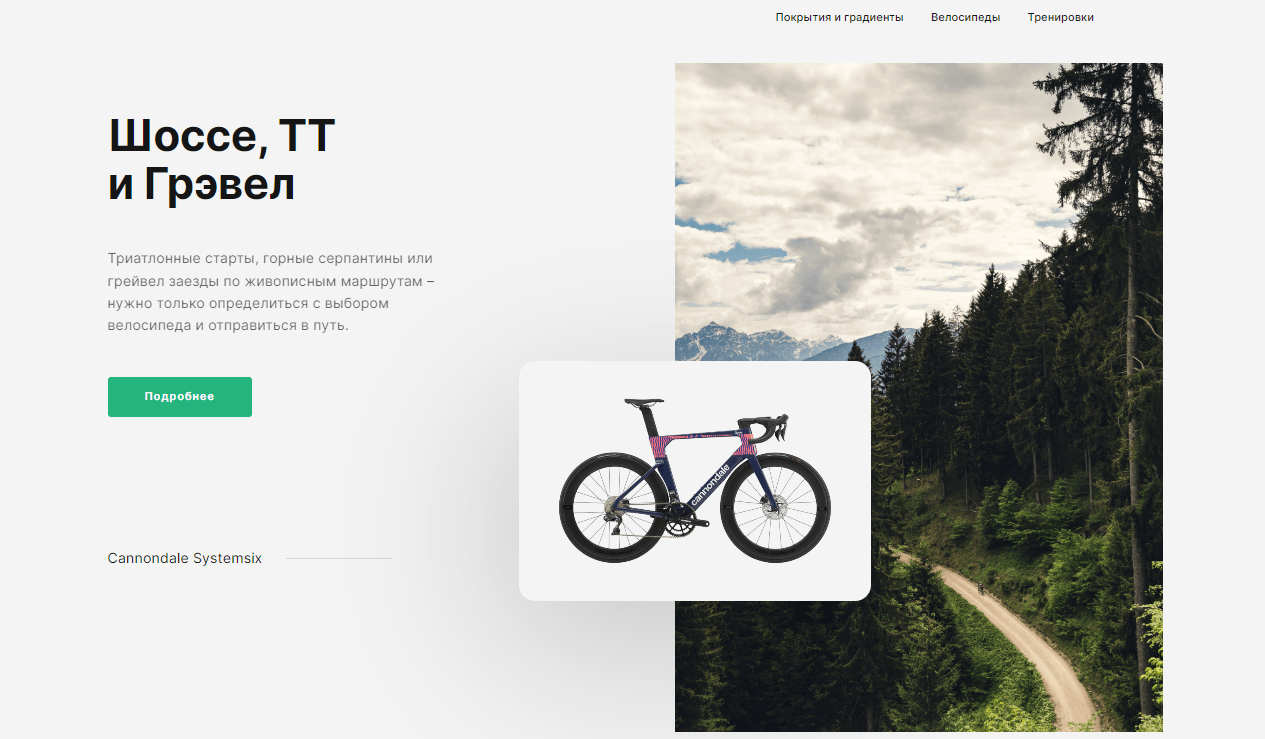 Покрытия и градиенты Велосипеды Тренировки
Шоссе, ТТ
и Грэвел
Триатлонные старты, горные серпантины или
грейвел заезды по живописным маршрутам –
нужно только определиться с выбором
велосипеда и отправиться в путь.
Подробнее
cannondale
Cannondale Systemsix